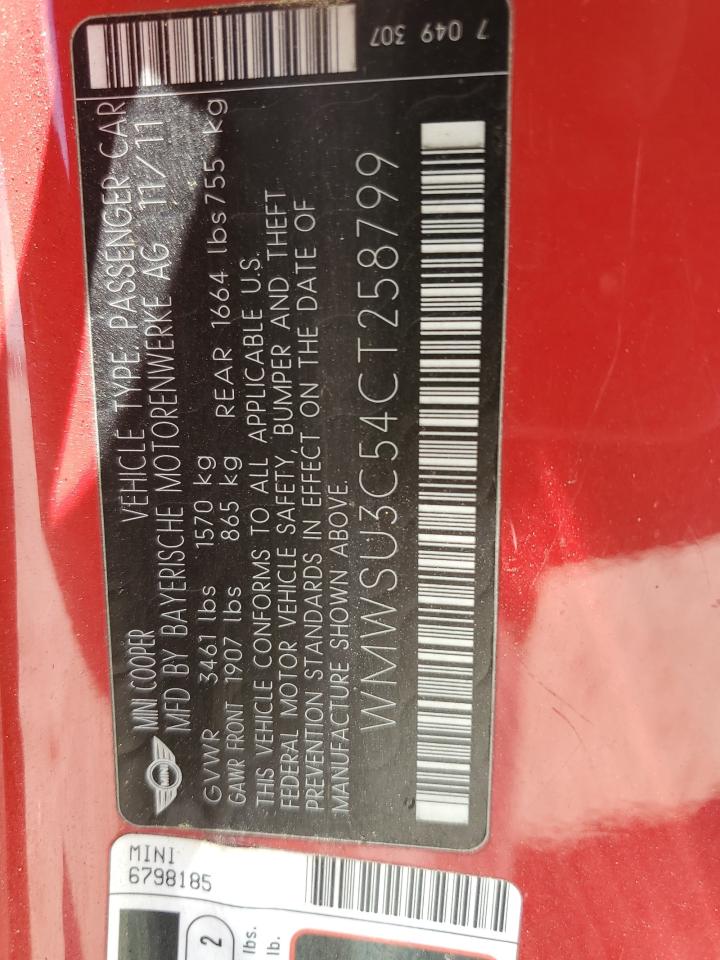 7 049 307
MINI
MINI COOPER VEHICLE TYPE: PASSENGER CAR
MFD BY BAYERISCHE MOTORENWERKE AG 11/11
GVWR 3461 lbs 1570 kg
GAWR FRONT 1907 lbs 865 kg REAR 1664 lbs 755 kg
THIS VEHICLE CONFORMS TO ALL APPLICABLE U.S.
FEDERAL MOTOR VEHICLE SAFETY, BUMPER AND THEFT
PREVENTION STANDARDS IN EFFECT ON THE DATE OF
MANUFACTURE SHOWN ABOVE.
WMWSU3C54CT258799
MINI
6798185
2
lbs.
lb.